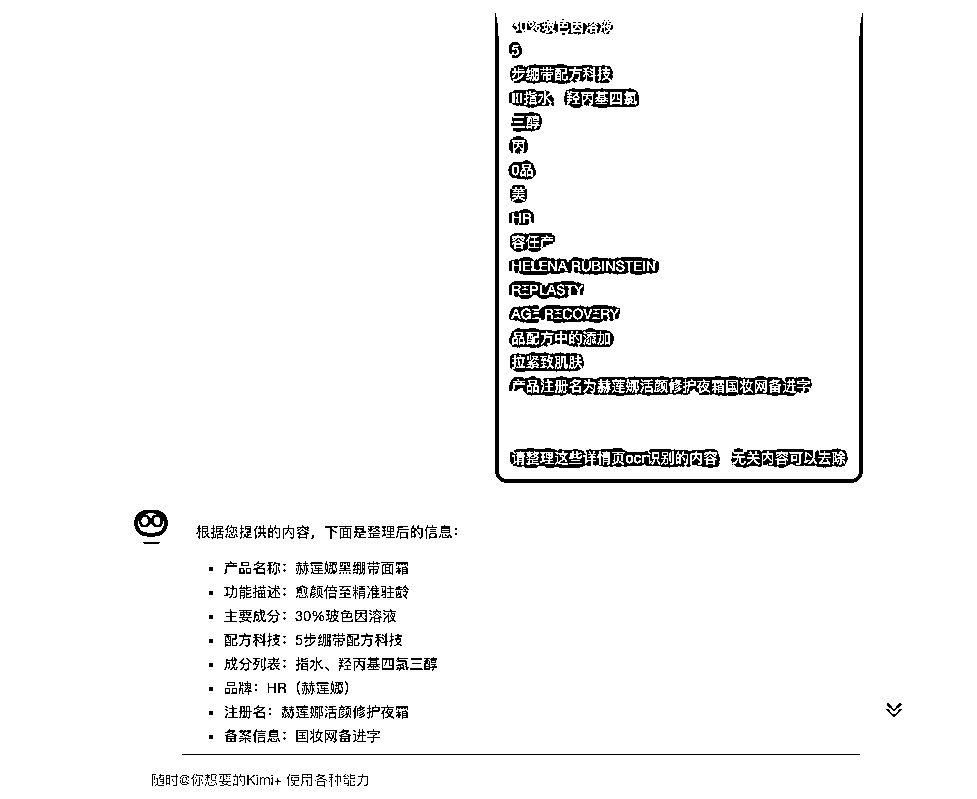 30%玻色因溶液
5
步绷带配方科技
III指水 羟丙基四氯
三醇
丙
0品
美
HR
容任产
HELENA RUBINSTEIN
REPLASTY
AGE RECOVERY
品配方中的添加
拉紧致肌肤
产品注册名为赫莲娜活颜修护夜霜国妆网备进字
请整理这些详情页ocr识别的内容 无关内容可以去除
根据您提供的内容，下面是整理后的信息：
产品名称：赫莲娜黑绷带面霜
功能描述：愈颜倍至精准驻龄
主要成分：30%玻色因溶液
配方科技：5步绷带配方科技
成分列表：指水、羟丙基四氯三醇
品牌：HR（赫莲娜）
注册名：赫莲娜活颜修护夜霜
备案信息：国妆网备进字
随时@你想要的Kimi+ 使用各种能力